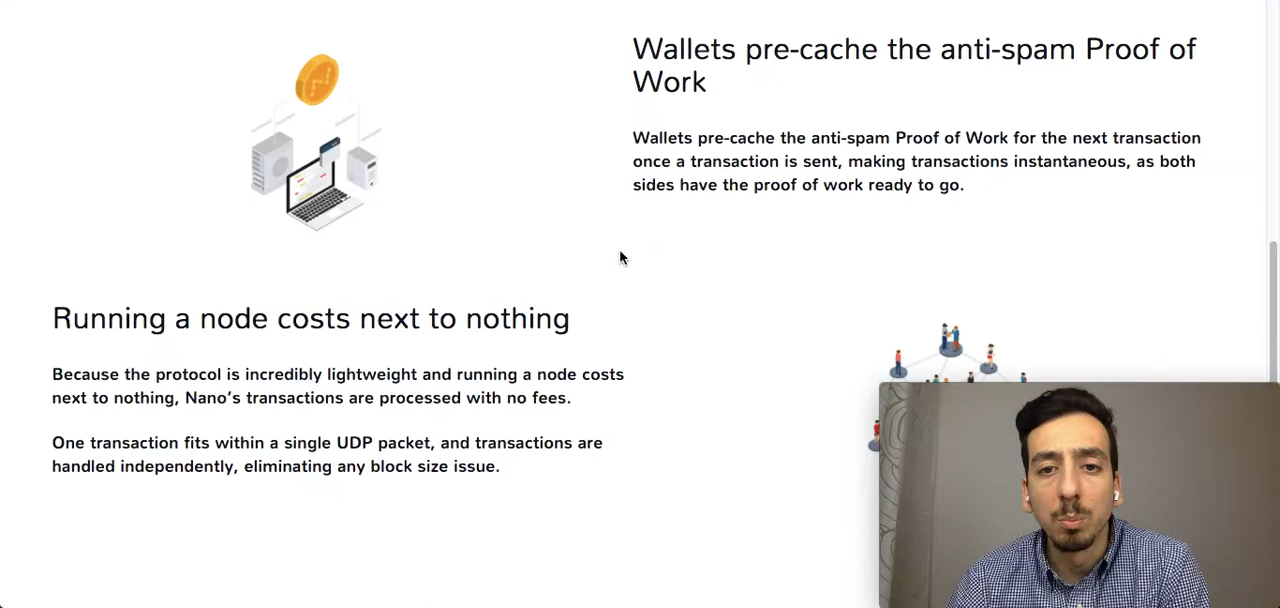 Wallets pre-cache the anti-spam Proof of
Work
Wallets pre-cache the anti-spam Proof of Work for the next transaction
once a transaction is sent, making transactions instantaneous, as both
sides have the proof of work ready to go.
Running a node costs next to nothing
Because the protocol is incredibly lightweight and running a node costs
next to nothing, Nano’s transactions are processed with no fees.
One transaction fits within a single UDP packet, and transactions are
handled independently, eliminating any block size issue.